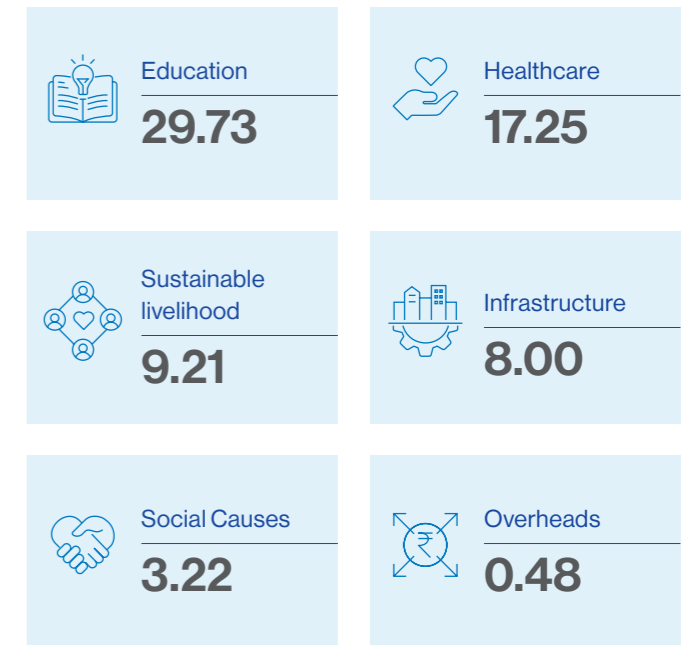 Education
29.73
Healthcare
17.25
Sustainable
livelihood
9.21
Infrastructure
8.00
Social Causes
3.22
₹
Overheads
0.48